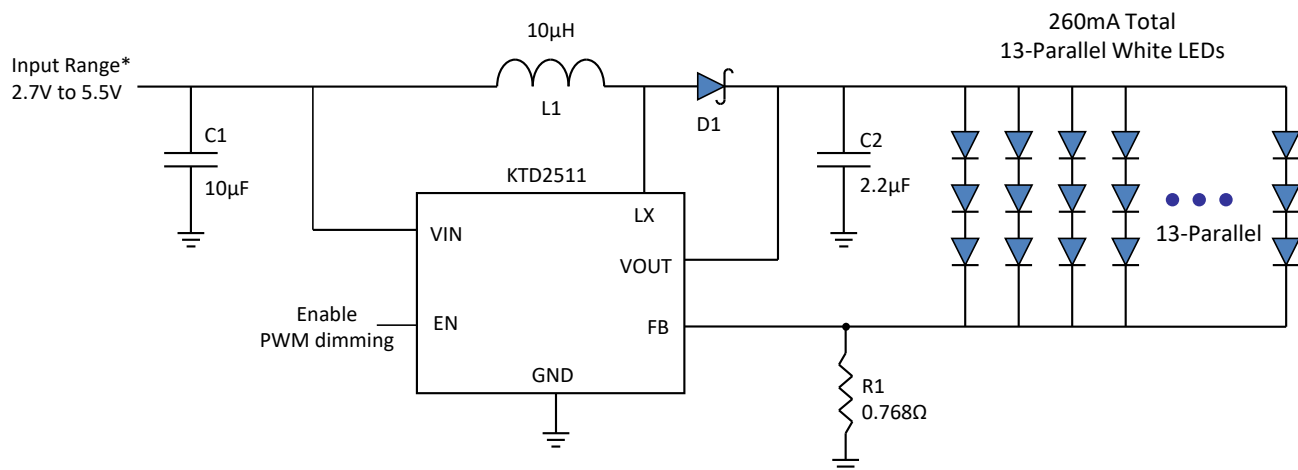 260mA Total
13-Parallel White LEDs
10µH
Input Range*
2.7V to 5.5V
L1
D1
C1
10µF
C2
2.2µF
KTD2511
LX
VIN
VOUT
13-Parallel
Enable
PWM dimming
EN
FB
GND
R1
0.768Ω